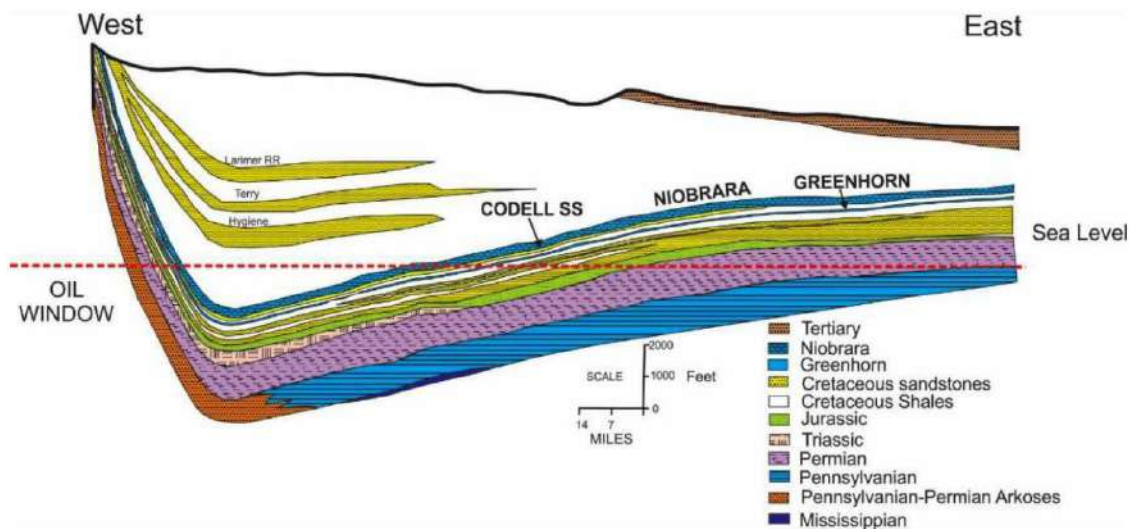 West
East
Larimer RR
Terry
Hygiene
CODELL SS
NIOBRARA
GREENHORN
Sea Level
OIL
WINDOW
SCALE
2000
1000
0
Feet
14
7
MILES
Tertiary
Niobrara
Greenhorn
Cretaceous sandstones
Cretaceous Shales
Jurassic
Triassic
Permian
Pennsylvanian
Pennsylvanian-Permian Arkoses
Mississippian